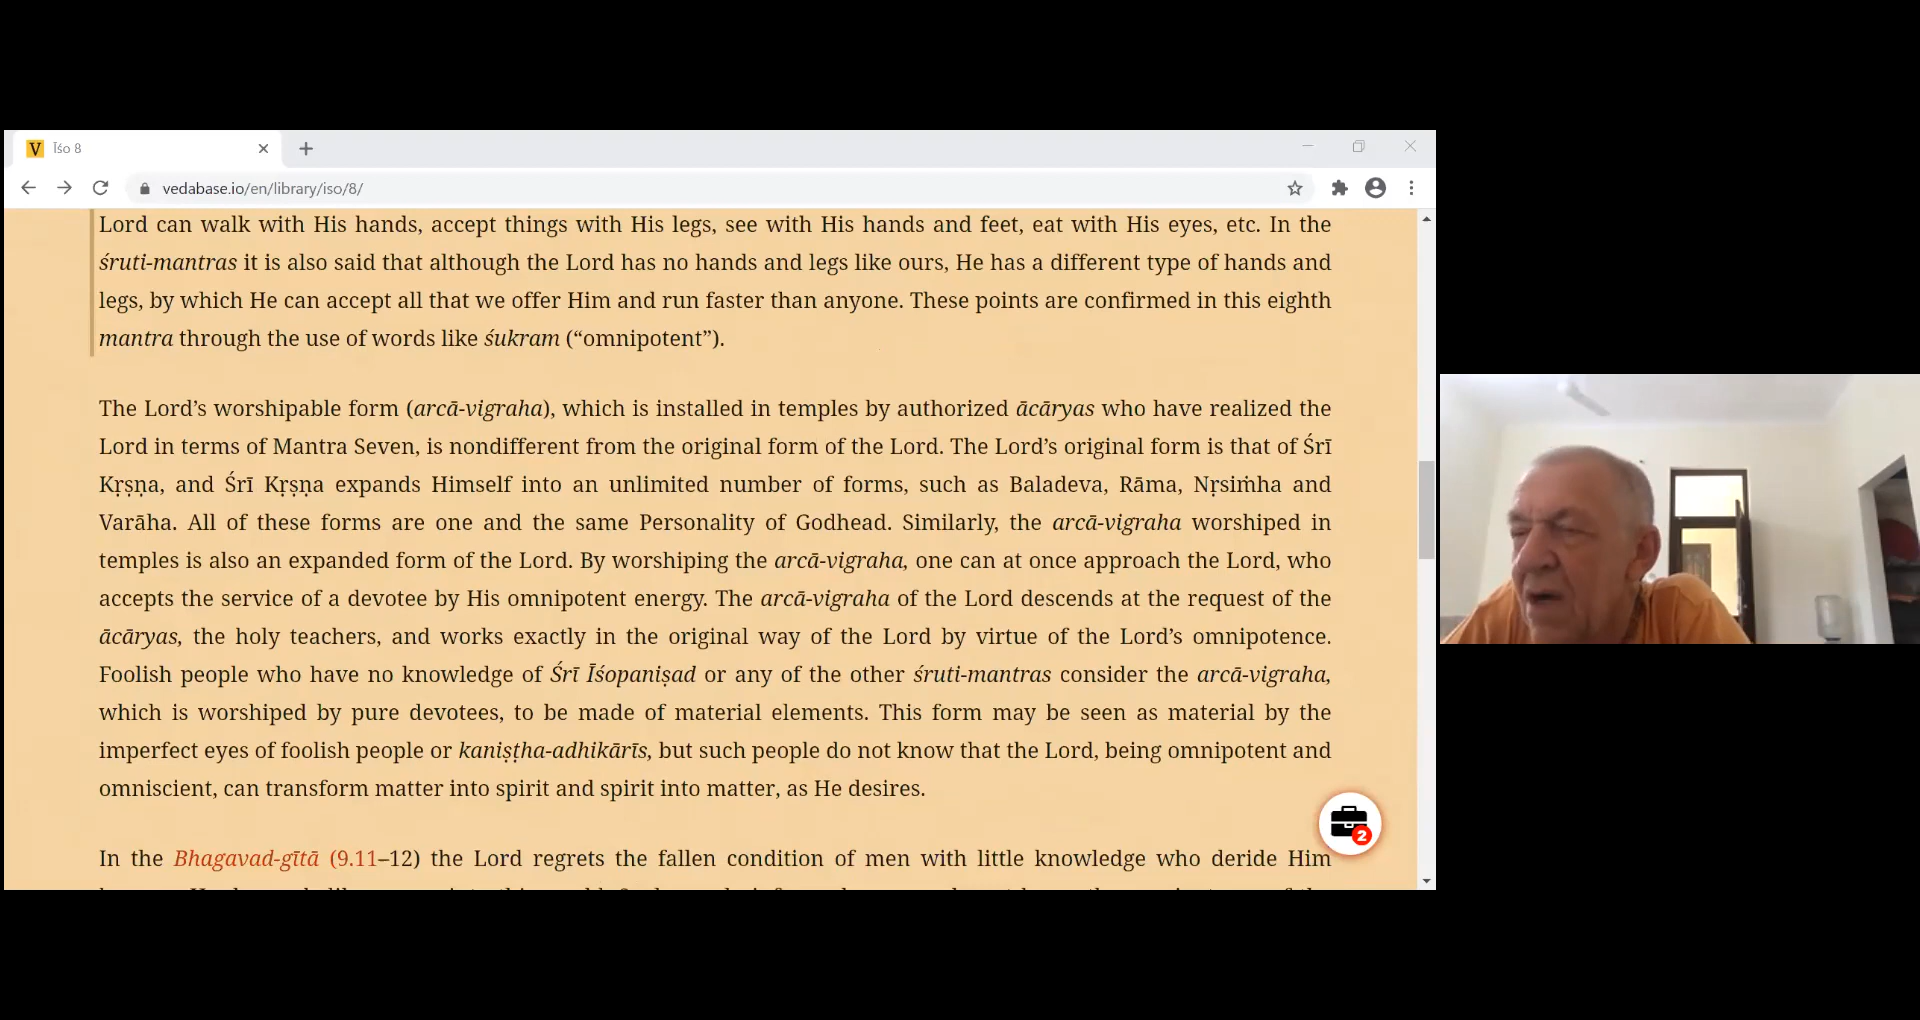 V Īśo 8
vedabase.io/en/library/iso/8/
Lord can walk with His hands, accept things with His legs, see with His hands and feet, eat with His eyes, etc. In the
śruti-mantras it is also said that although the Lord has no hands and legs like ours, He has a different type of hands and
legs, by which He can accept all that we offer Him and run faster than anyone. These points are confirmed in this eighth
mantra through the use of words like śukram (“omnipotent”).
The Lord’s worshipable form (arcā-vigraha), which is installed in temples by authorized ācāryas who have realized the
Lord in terms of Mantra Seven, is nondifferent from the original form of the Lord. The Lord’s original form is that of Śrī
Kṛṣṇa, and Śrī Kṛṣṇa expands Himself into an unlimited number of forms, such as Baladeva, Rāma, Nṛsiṁha and
Varāha. All of these forms are one and the same Personality of Godhead. Similarly, the arcā-vigraha worshiped in
temples is also an expanded form of the Lord. By worshiping the arcā-vigraha, one can at once approach the Lord, who
accepts the service of a devotee by His omnipotent energy. The arcā-vigraha of the Lord descends at the request of the
ācāryas, the holy teachers, and works exactly in the original way of the Lord by virtue of the Lord’s omnipotence.
Foolish people who have no knowledge of Śrī Īśopaniṣad or any of the other śruti-mantras consider the arcā-vigraha,
which is worshiped by pure devotees, to be made of material elements. This form may be seen as material by the
imperfect eyes of foolish people or kaniṣṭha-adhikārīs, but such people do not know that the Lord, being omnipotent and
omniscient, can transform matter into spirit and spirit into matter, as He desires.
2
In the Bhagavad-gītā (9.11–12) the Lord regrets the fallen condition of men with little knowledge who deride Him